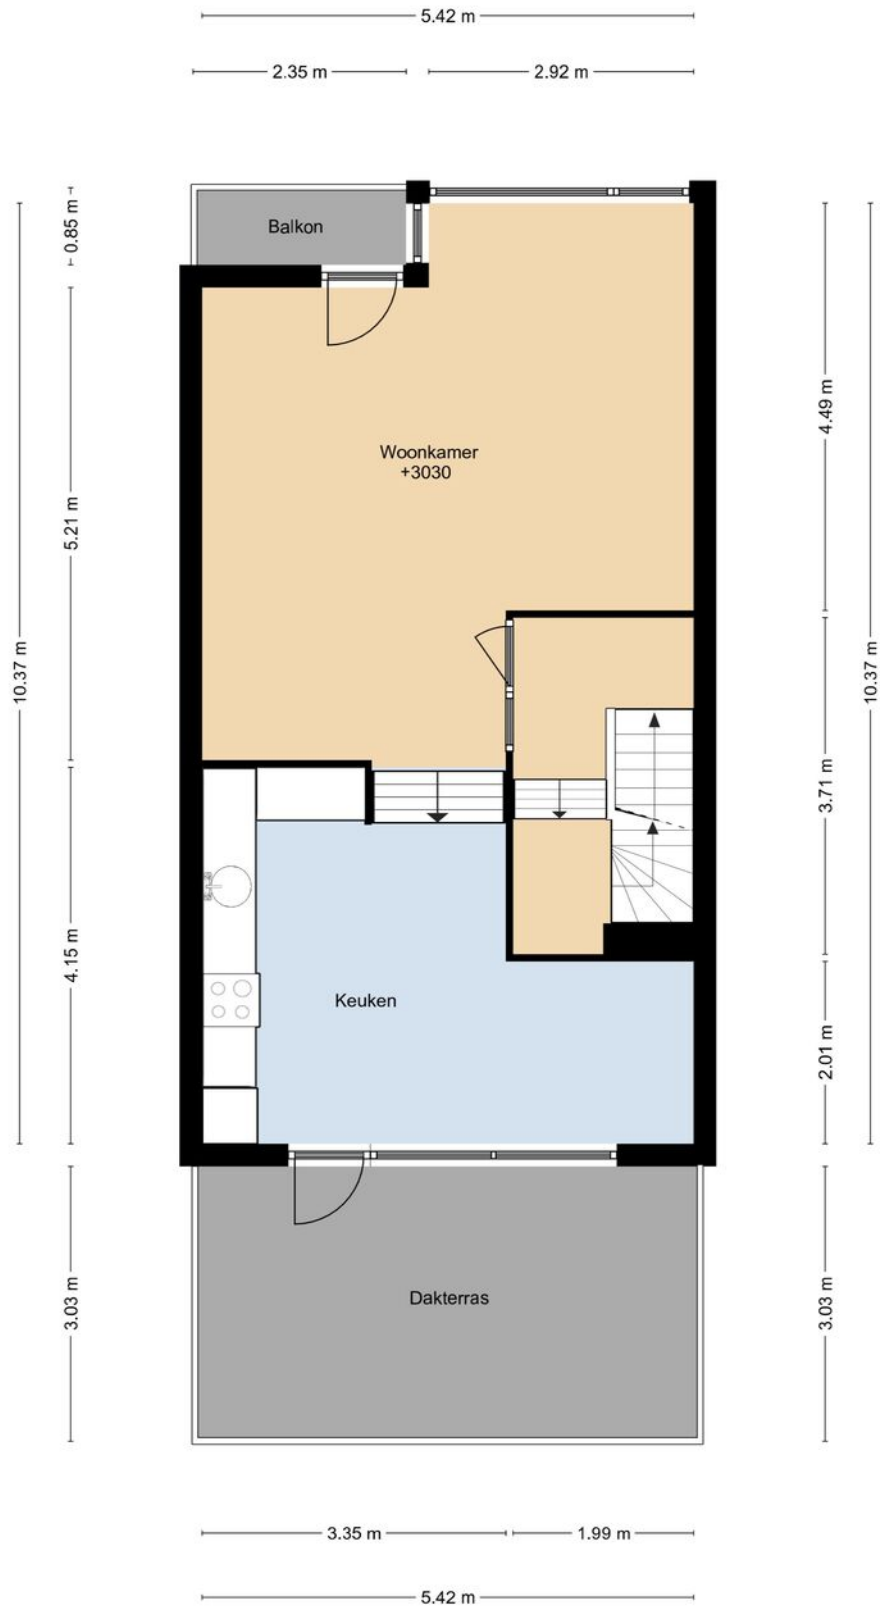 5.42 m
2.35 m
2.92 m
0.85 m
Balkon
4.49 m
Woonkamer
+3030
5.21 m
10.37 m
10.37 m
3.71 m
4.15 m
Keuken
2.01 m
Dakterras
3.03 m
3.03 m
3.35 m
1.99 m
5.42 m